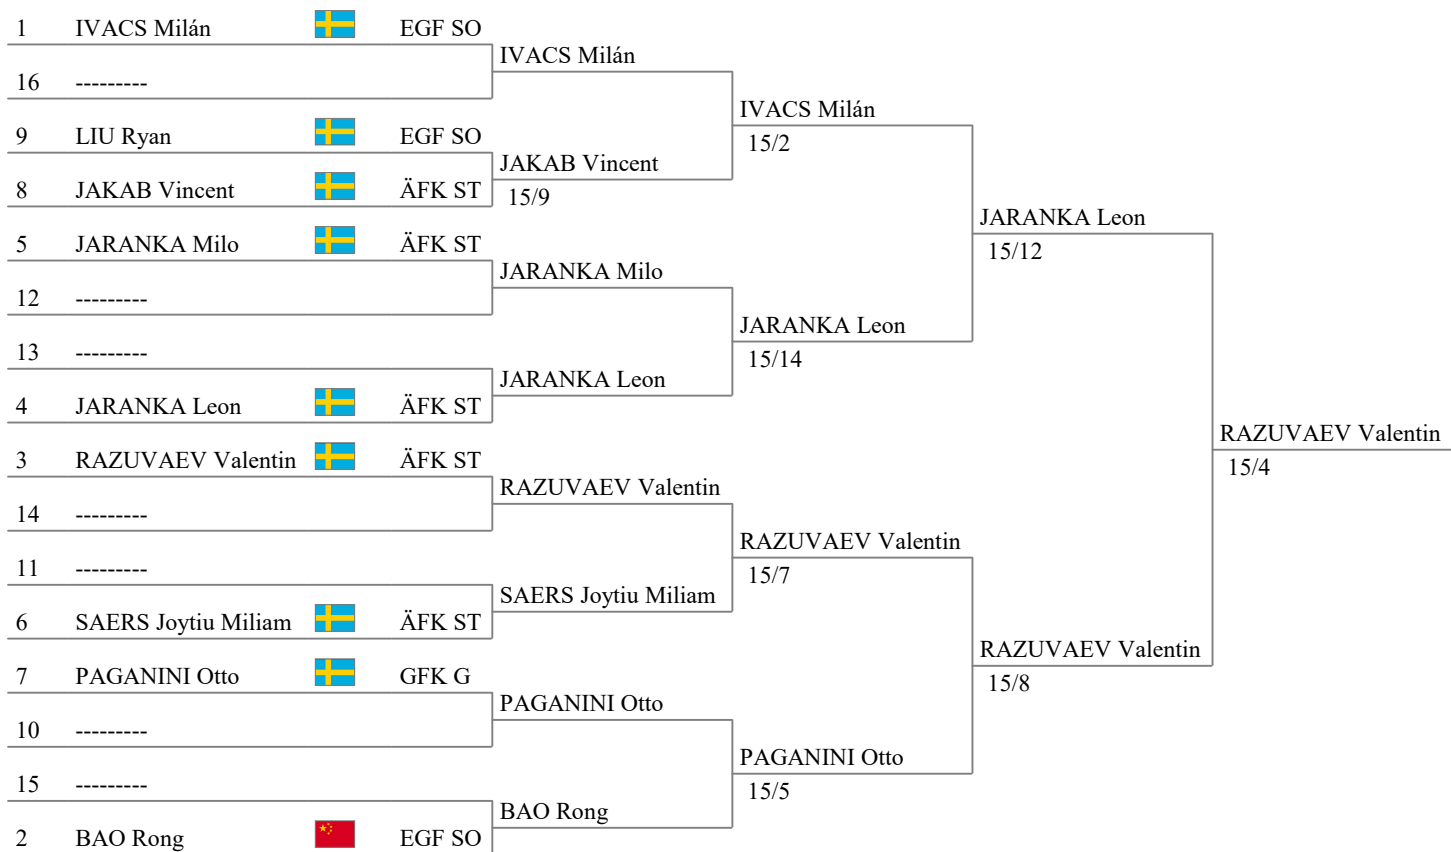 1 IVACS Milán EGF SO
16 ---------
9 LIU Ryan EGF SO
8 JAKAB Vincent ÄFK ST
5 JARANKA Milo ÄFK ST
12 ---------
13 ---------
4 JARANKA Leon ÄFK ST
3 RAZUVAEV Valentin ÄFK ST
14 ---------
11 ---------
6 SAERS Joytiu Miliam ÄFK ST
7 PAGANINI Otto GFK G
10 ---------
15 ---------
2 BAO Rong EGF SO
IVACS Milán
JAKAB Vincent
15/9
JARANKA Milo
JARANKA Leon
RAZUVAEV Valentin
SAERS Joytiu Miliam
PAGANINI Otto
BAO Rong
IVACS Milán
15/2
JARANKA Leon
15/14
RAZUVAEV Valentin
15/7
PAGANINI Otto
15/5
JARANKA Leon
15/12
RAZUVAEV Valentin
15/8
RAZUVAEV Valentin
15/4